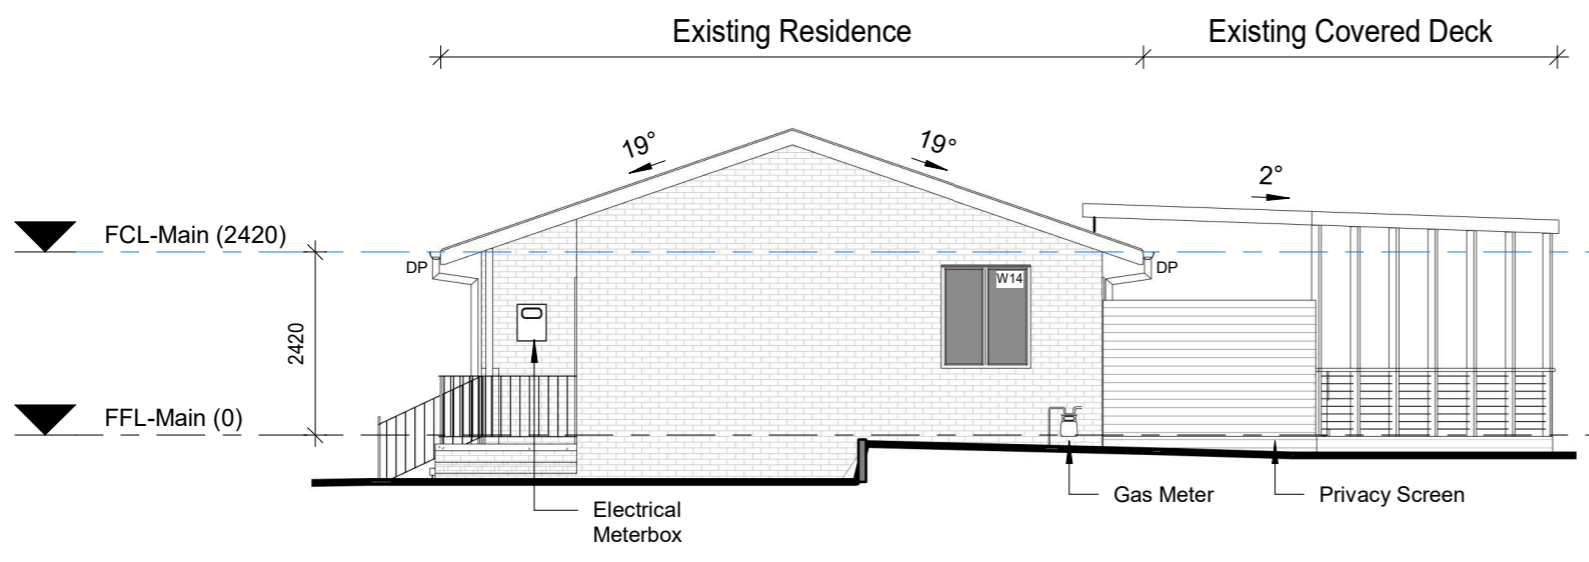 Existing Residence
Existing Covered Deck
19°
19°
2°
FCL-Main (2420)
DP
DP
W14
2420
FFL-Main (0)
Gas Meter
Privacy Screen
Electrical
Meterbox